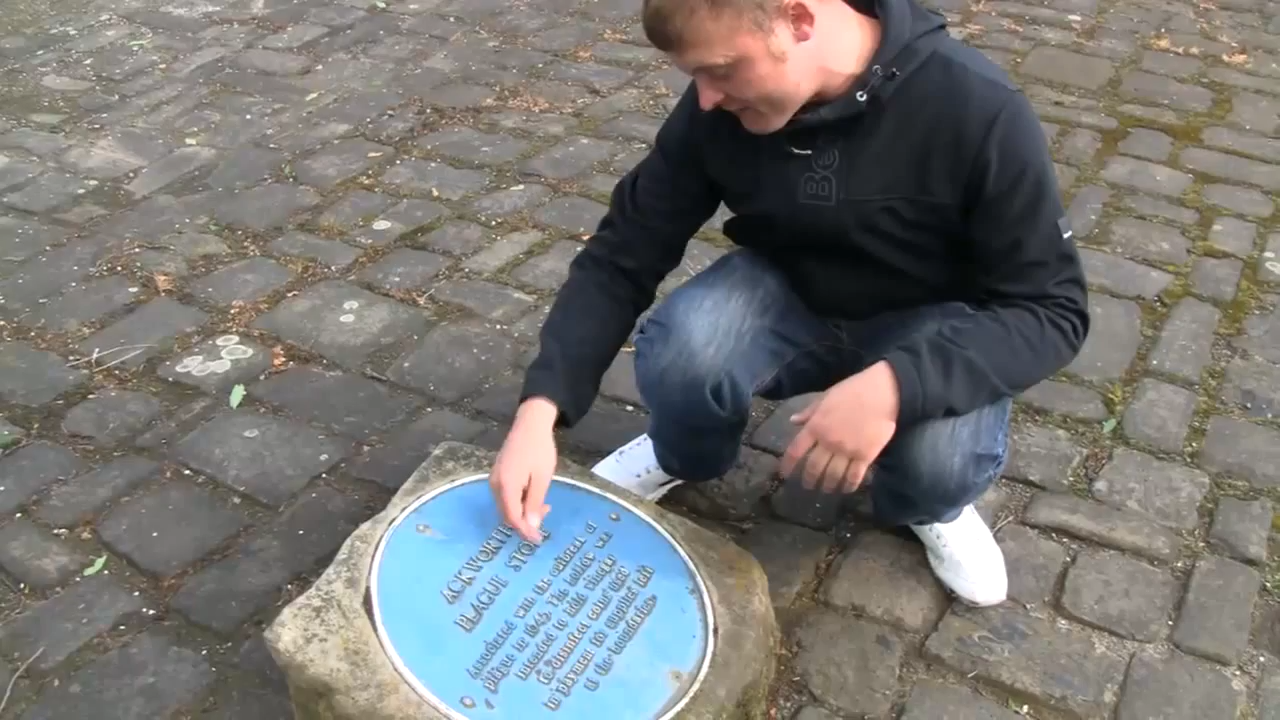 ACKWORTH
PLAGUE STONE
Associated with the outbreak of
plague in 1645. The hollow was
intended to hold vinegar
to disinfect coins used
in payment for supplies left
at the boundaries.
B